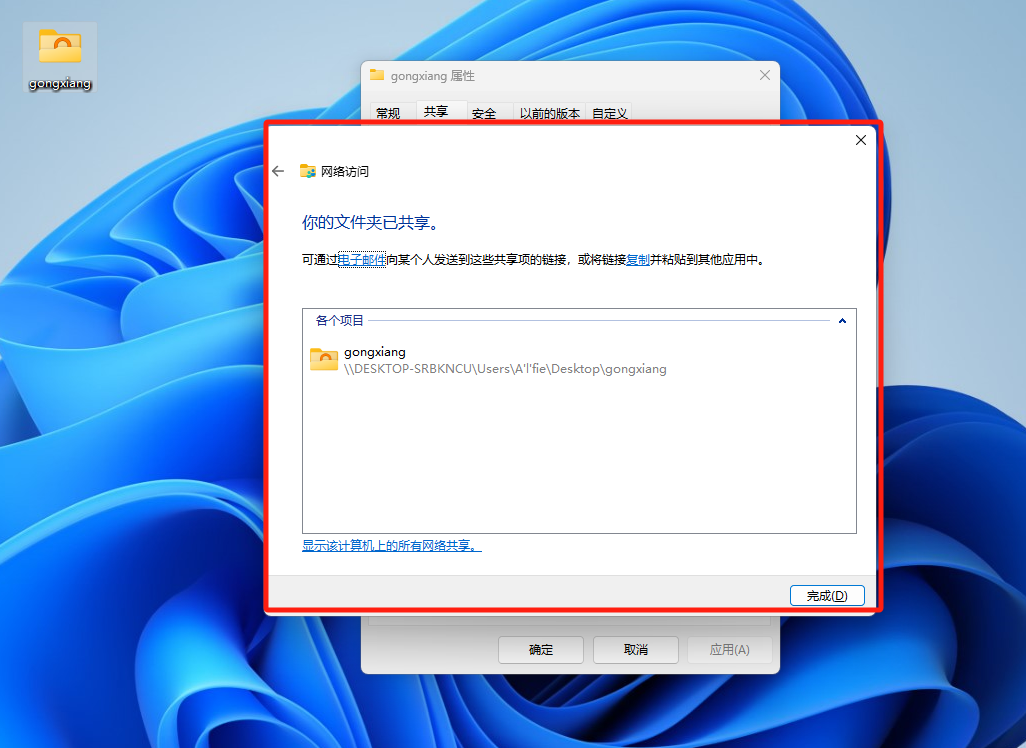 gongxiang
gongxiang 属性
常规 共享 安全 以前的版本 自定义
网络访问
你的文件夹已共享。
可通过电子邮件向某个人发送到这些共享项的链接，或将链接复制并粘贴到其他应用中。
各个项目
gongxiang
\\DESKTOP-SRBKNCU\Users\A'l'fie\Desktop\gongxiang
显示该计算机上的所有网络共享。
完成(D)
确定 取消 应用(A)